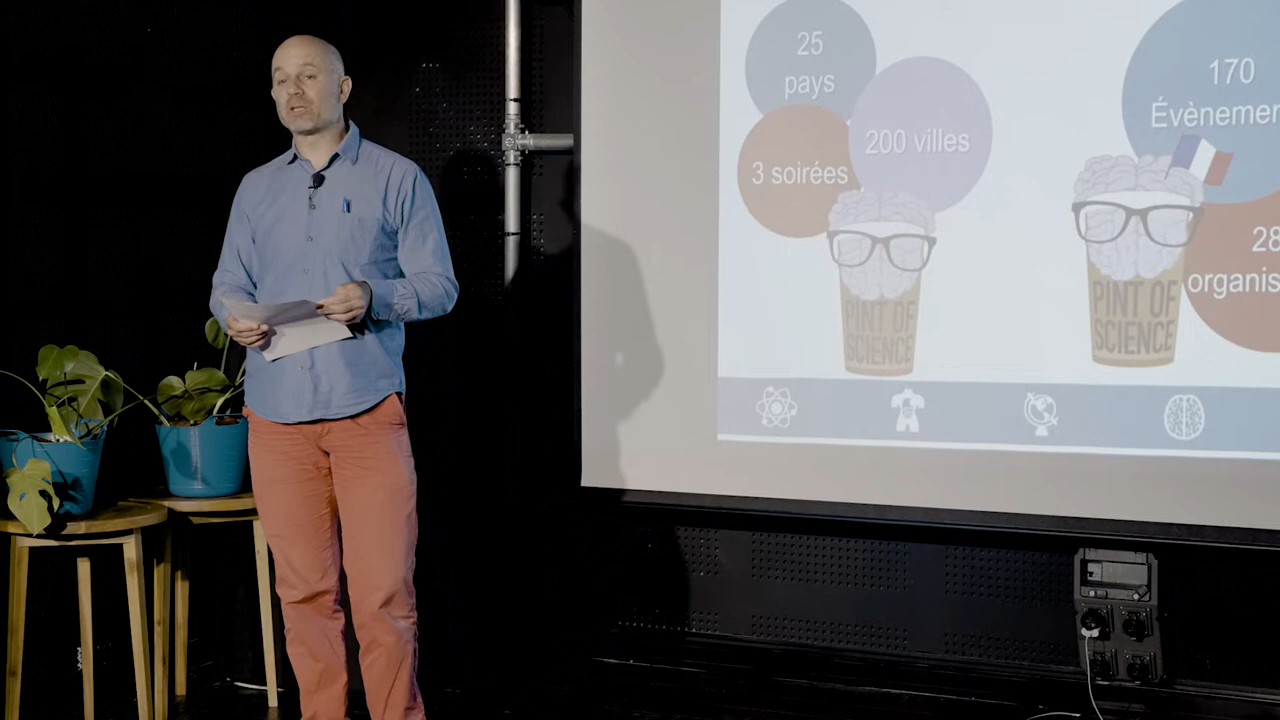 25
pays
200 villes
3 soirées
PINT OF
SCIENCE
170
Évènemen
28
organis
PINT OF
SCIENCE